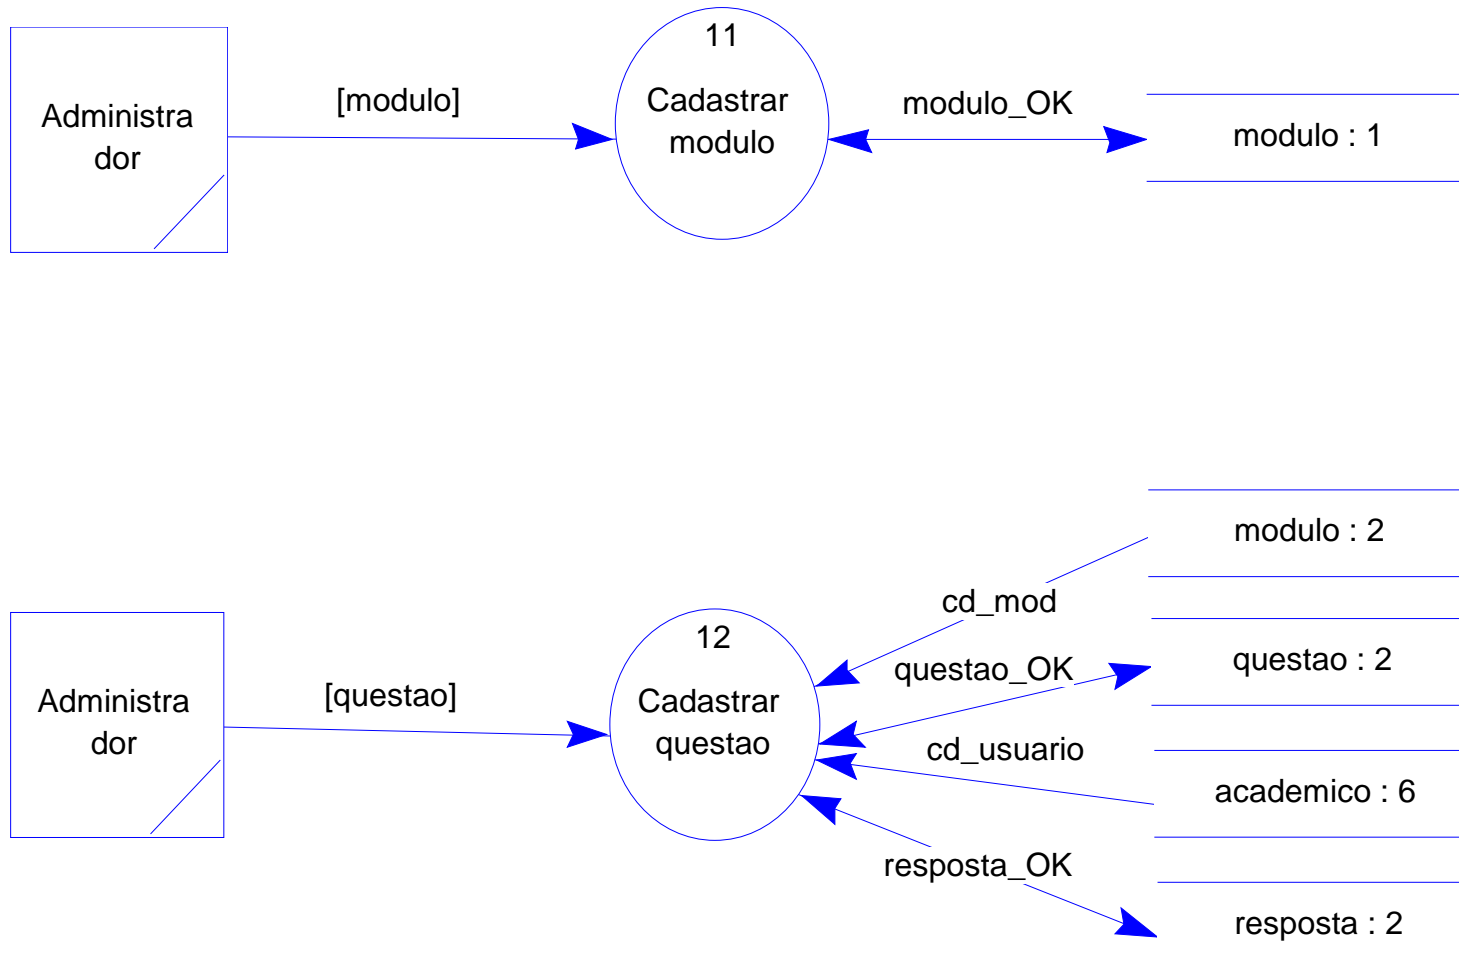 11
Administra
dor
[modulo]
Cadastrar
modulo
modulo_OK
modulo : 1
modulo : 2
cd_mod
12
questao_OK
questao : 2
Administra
dor
[questao]
Cadastrar
questao
cd_usuario
academico : 6
resposta_OK
resposta : 2